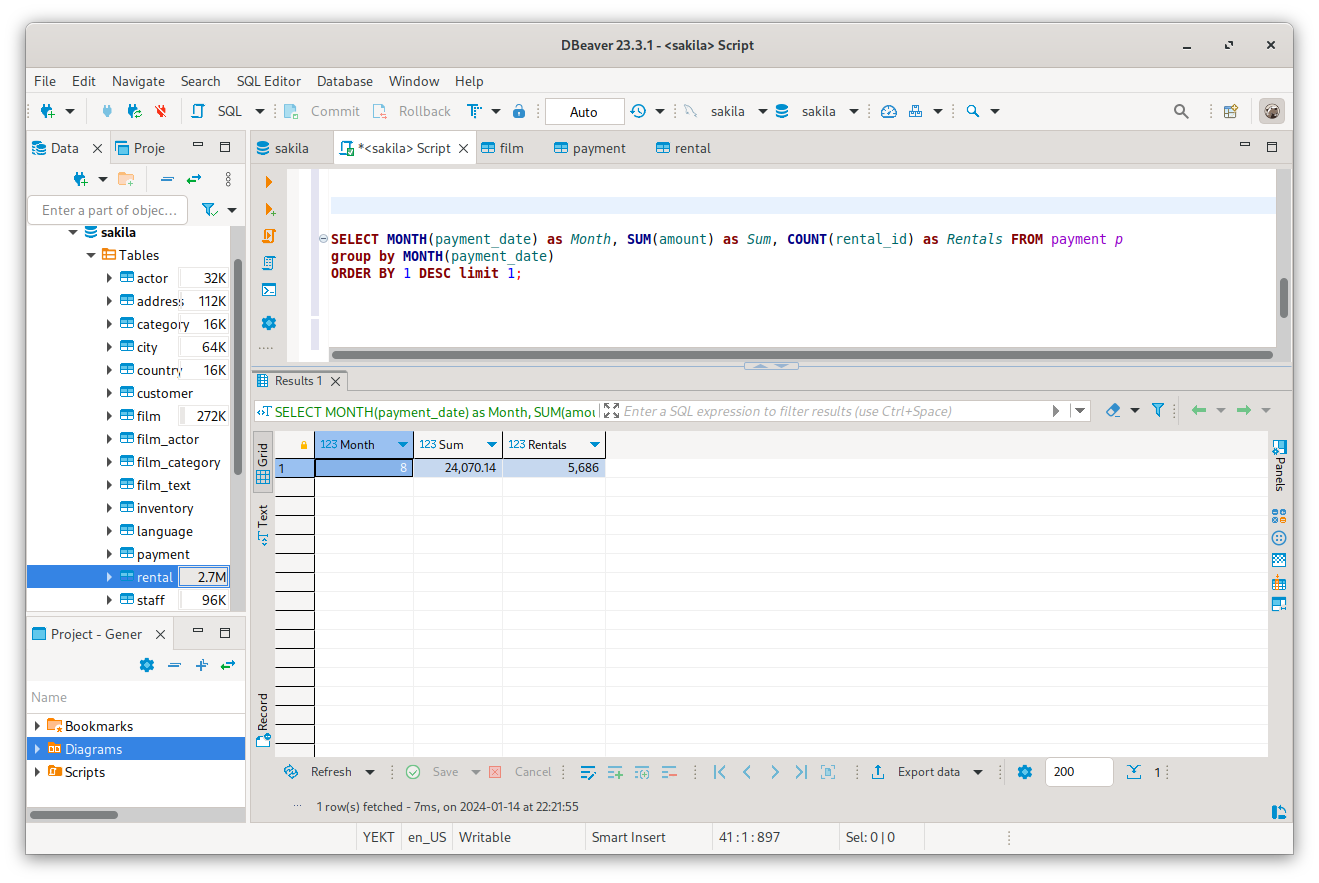 DBeaver 23.3.1 - <sakila> Script
File Edit Navigate Search SQL Editor Database Window Help
SQL Commit Rollback Auto sakila sakila
Data Proje
sakila *<sakila> Script film payment rental
Enter a part of objec...
sakila
Tables
actor 32K
address 112K
category 16K
city 64K
country 16K
customer
film 272K
film_actor
film_category
film_text
inventory
language
payment
rental 2.7M
staff 96K
SELECT MONTH(payment_date) as Month, SUM(amount) as Sum, COUNT(rental_id) as Rentals FROM payment p
group by MONTH(payment_date)
ORDER BY 1 DESC limit 1;
Results 1
SELECT MONTH(payment_date) as Month, SUM(amou Enter a SQL expression to filter results (use Ctrl+Space)
Grid
Text
Record
123 Month 123 Sum 123 Rentals
1 8 24,070.14 5,686
Panels
Project - Gener
Name
Bookmarks
Diagrams
Scripts
Refresh Save Cancel Export data 200 1
1 row(s) fetched - 7ms, on 2024-01-14 at 22:21:55
YEKT en_US Writable Smart Insert 41 : 1 : 897 Sel: 0 | 0